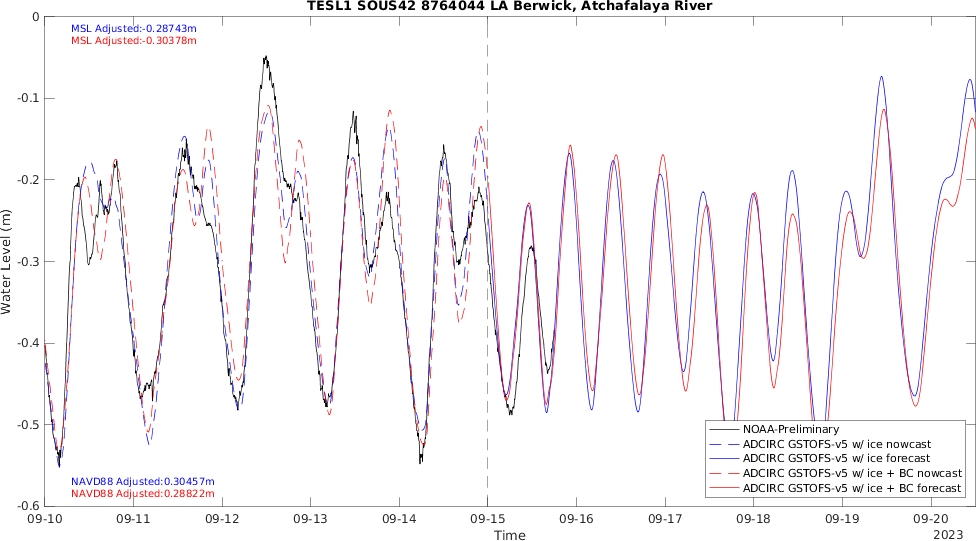 TESL1 SOUS42 8764044 LA Berwick, Atchafalaya River
MSL Adjusted:-0.28743m
MSL Adjusted:-0.30378m
0
-0.1
-0.2
-0.3
-0.4
-0.5
-0.6
Water Level (m)
NAVD88 Adjusted:0.30457m
NAVD88 Adjusted:0.28822m
NOAA-Preliminary
ADCIRC GSTOFS-v5 w/ ice nowcast
ADCIRC GSTOFS-v5 w/ ice forecast
ADCIRC GSTOFS-v5 w/ ice + BC nowcast
ADCIRC GSTOFS-v5 w/ ice + BC forecast
09-10 09-11 09-12 09-13 09-14 09-15 09-16 09-17 09-18 09-19 09-20
Time
2023